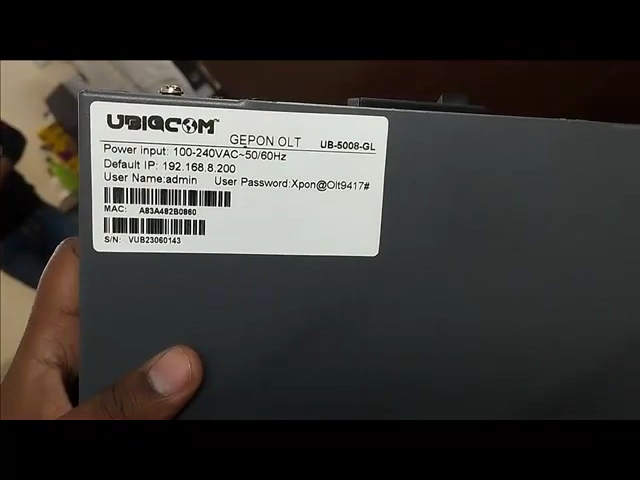 UBIQCOM™
GEPON OLT UB-5008-GL
Power input: 100-240VAC~50/60Hz
Default IP: 192.168.8.200
User Name:admin User Password:Xpon@Olt9417#
MAC: A83A482B0860
S/N: VUB23060143